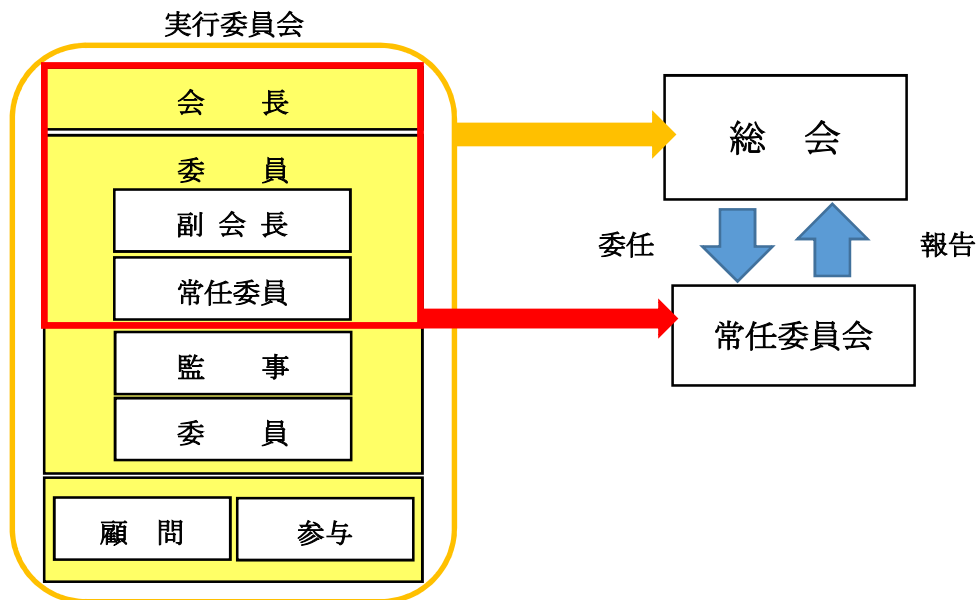 実行委員会
会　　長
委　　員
副 会 長
常任委員
監　　事
委　　員
顧　問
参与
総　会
委任
報告
常任委員会